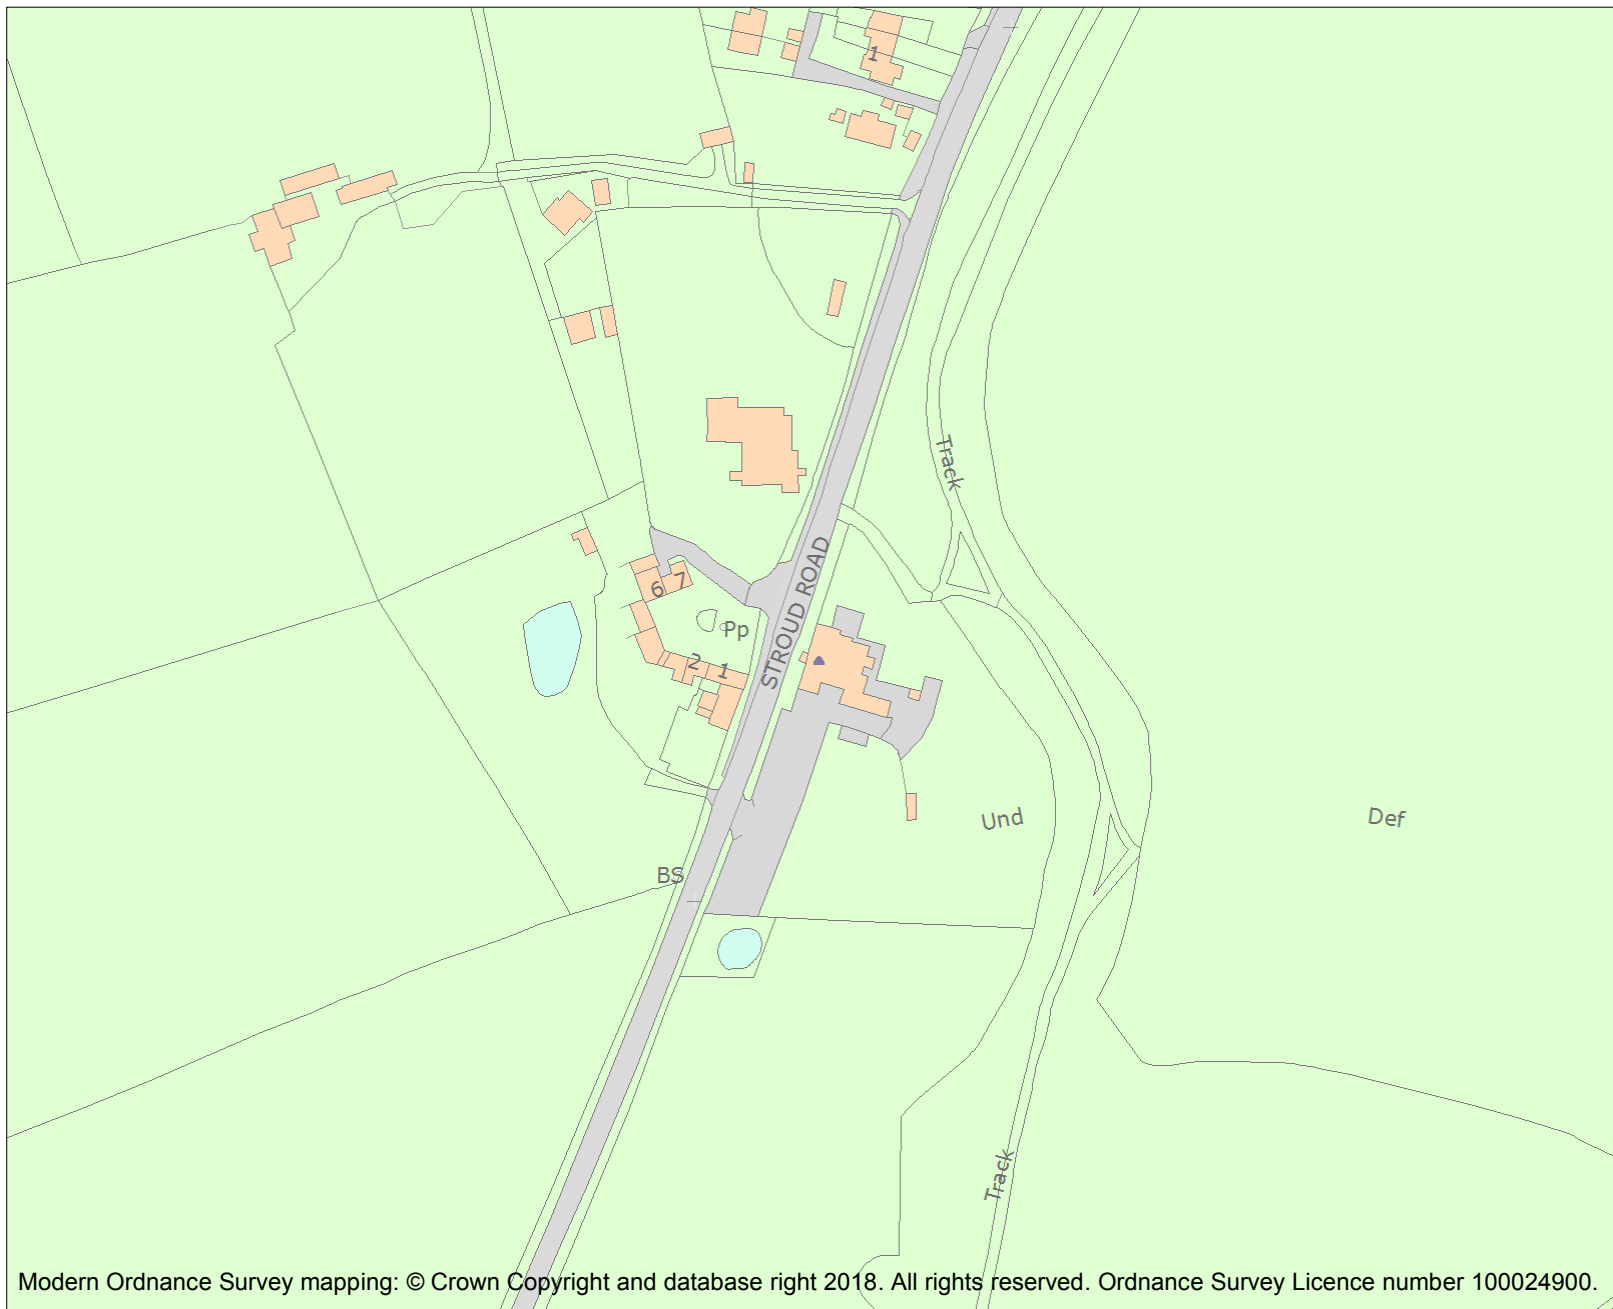 1
Track
STROUD ROAD
6
7
Pp
2
1
Und
Def
BS
Track
Modern Ordnance Survey mapping: © Crown Copyright and database right 2018. All rights reserved. Ordnance Survey Licence number 100024900.